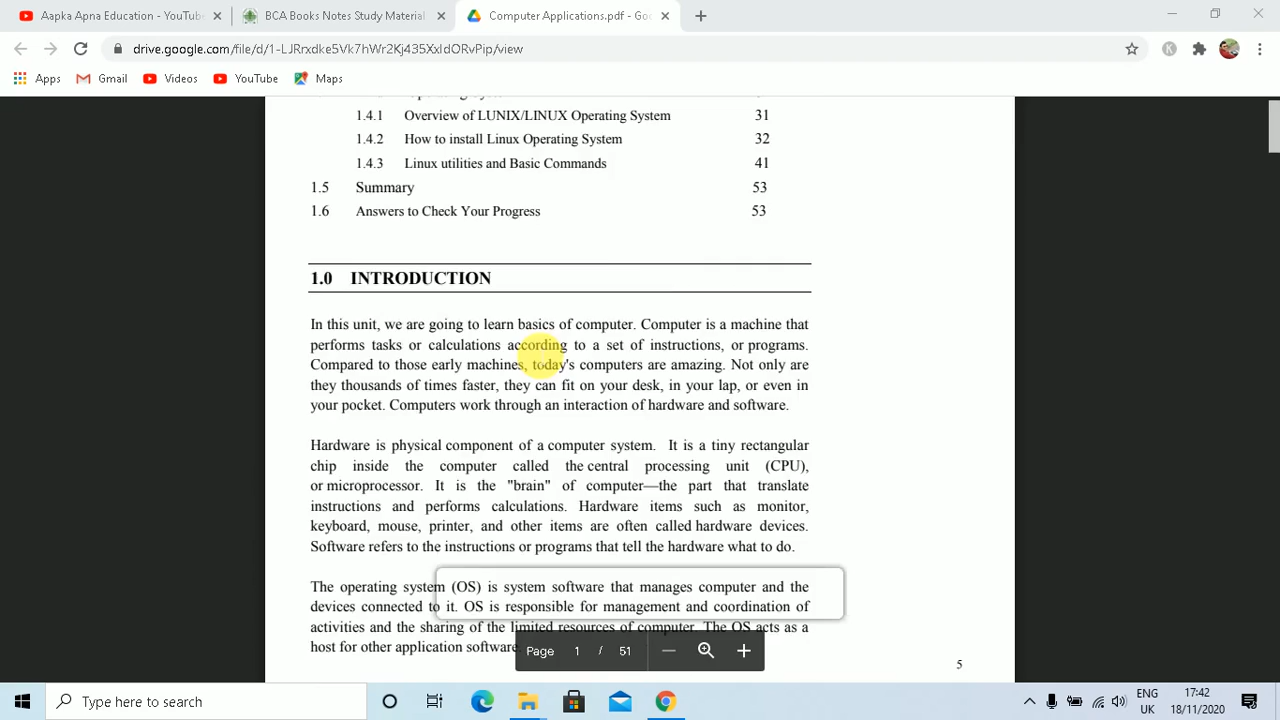 Aapka Apna Education - YouTube
BCA Books Notes Study Material
Computer Applications.pdf - Goo
drive.google.com/file/d/1-LJRrxdke5Vk7hWr2Kj435XxldORvPip/view
Apps Gmail Videos YouTube Maps
1.4.1 Overview of LUNIX/LINUX Operating System 31
1.4.2 How to install Linux Operating System 32
1.4.3 Linux utilities and Basic Commands 41
1.5 Summary 53
1.6 Answers to Check Your Progress 53
1.0 INTRODUCTION
In this unit, we are going to learn basics of computer. Computer is a machine that
performs tasks or calculations according to a set of instructions, or programs.
Compared to those early machines, today's computers are amazing. Not only are
they thousands of times faster, they can fit on your desk, in your lap, or even in
your pocket. Computers work through an interaction of hardware and software.
Hardware is physical component of a computer system. It is a tiny rectangular
chip inside the computer called the central processing unit (CPU),
or microprocessor. It is the "brain" of computer—the part that translate
instructions and performs calculations. Hardware items such as monitor,
keyboard, mouse, printer, and other items are often called hardware devices.
Software refers to the instructions or programs that tell the hardware what to do.
The operating system (OS) is system software that manages computer and the
devices connected to it. OS is responsible for management and coordination of
activities and the sharing of the limited resources of computer. The OS acts as a
host for other application software
Page 1 / 51
5
Type here to search
ENG
UK
17:42
18/11/2020